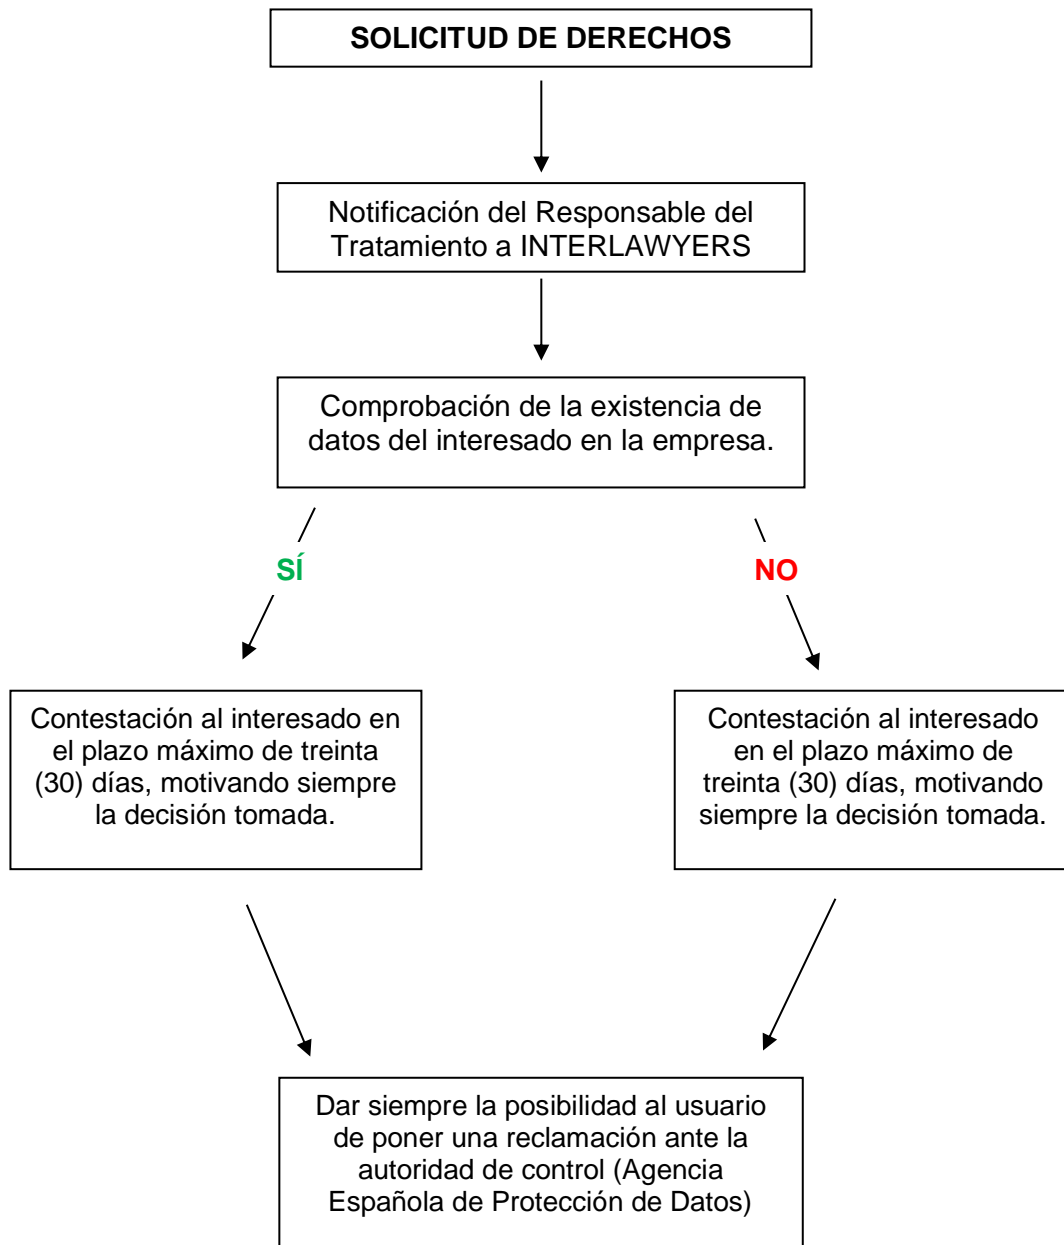 SOLICITUD DE DERECHOS
Notificación del Responsable del
Tratamiento a INTERLAWYERS
Comprobación de la existencia de
datos del interesado en la empresa.
SÍ
NO
Contestación al interesado en
el plazo máximo de treinta
(30) días, motivando siempre
la decisión tomada.
Contestación al interesado
en el plazo máximo de
treinta (30) días, motivando
siempre la decisión tomada.
Dar siempre la posibilidad al usuario
de poner una reclamación ante la
autoridad de control (Agencia
Española de Protección de Datos)